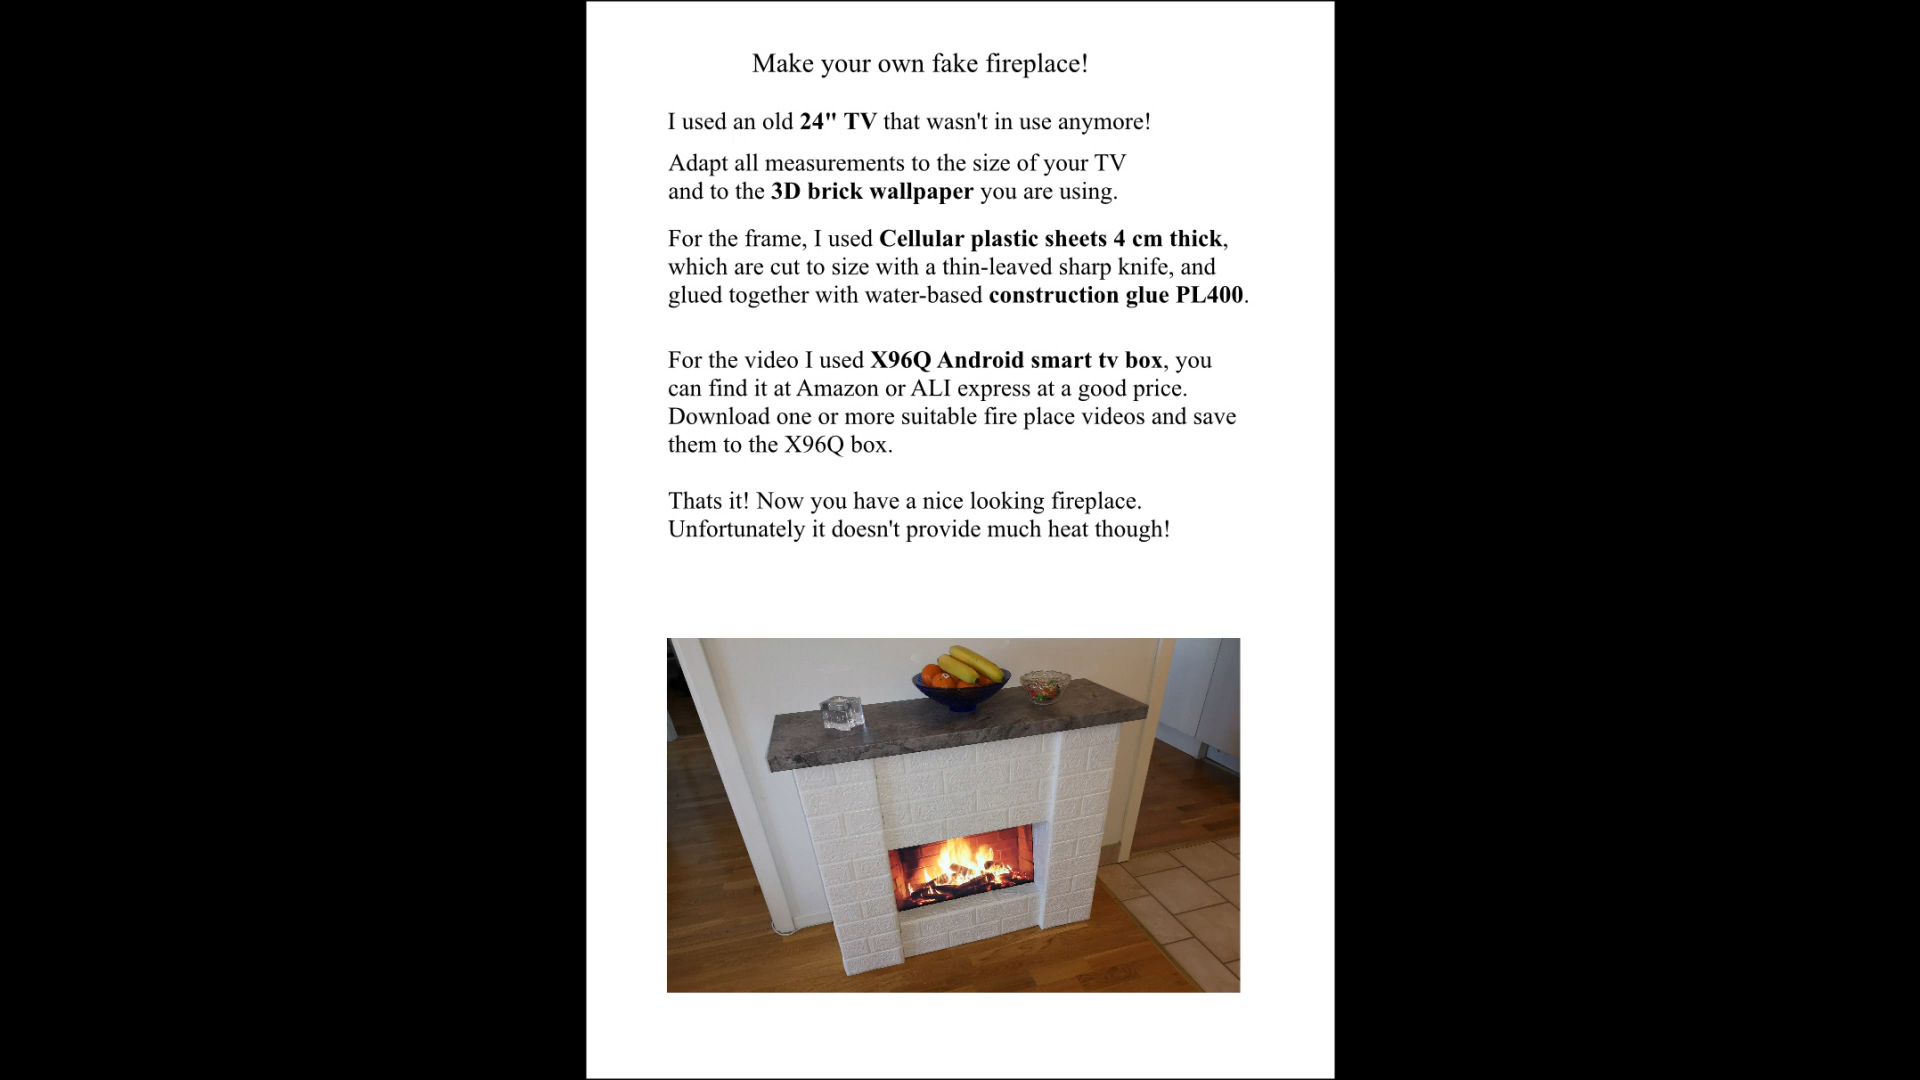 Make your own fake fireplace!
I used an old 24" TV that wasn't in use anymore!
Adapt all measurements to the size of your TV
and to the 3D brick wallpaper you are using.
For the frame, I used Cellular plastic sheets 4 cm thick,
which are cut to size with a thin-leaved sharp knife, and
glued together with water-based construction glue PL400.
For the video I used X96Q Android smart tv box, you
can find it at Amazon or ALI express at a good price.
Download one or more suitable fire place videos and save
them to the X96Q box.
Thats it! Now you have a nice looking fireplace.
Unfortunately it doesn't provide much heat though!